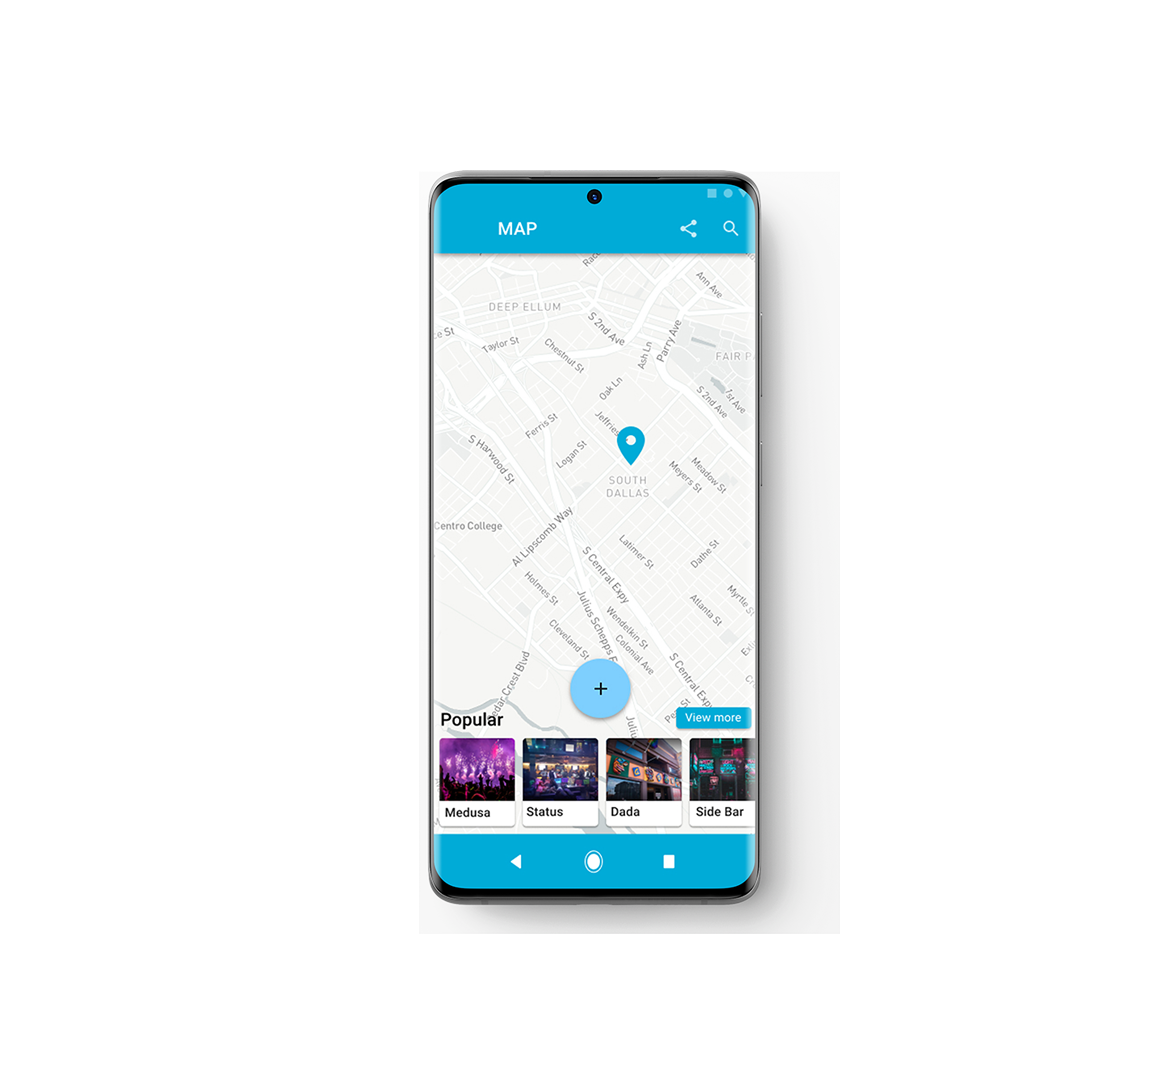 MAP
Ann Ave
DEEP ELLUM
S 2nd Ave
Parry Ave
Taylor St
Chestnut St
Ash Ln
FAIR P
Oak Ln
S 2nd Ave
1st Ave
Ferris St
Jeffries
S Harwood St
Logan St
Meyers St
Meadow St
SOUTH
DALLAS
Centro College
Al Lipscomb Way
Latimer St
Dathe St
S Central Expy
Holmes St
Julius Schepps F
Myrtle St
Atlanta St
Wendelkin St
Cleveland St
Colonial Ave
S Central Expy
edar Crest Blvd
+
Popular
View more
Medusa
Status
Dada
Side Bar